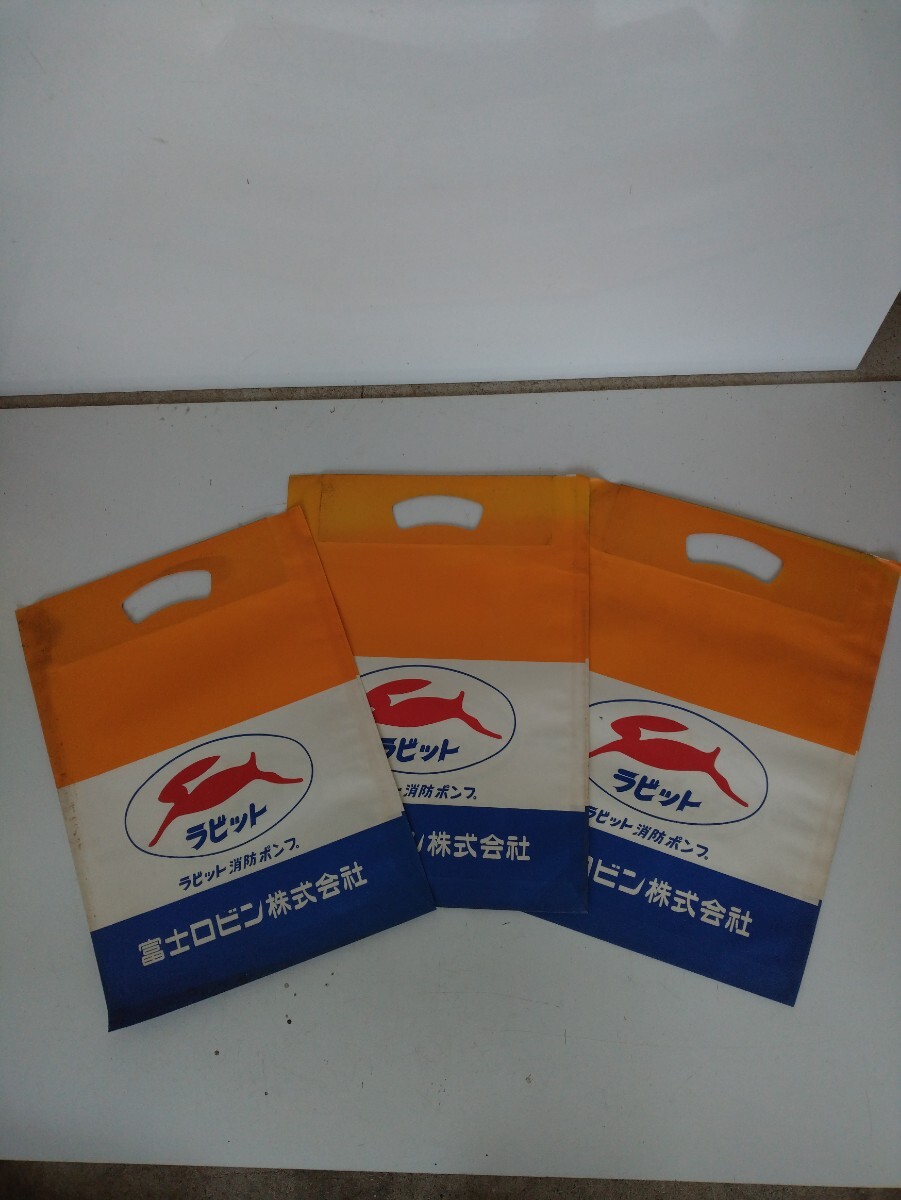 ラビット
ラビット消防ポンプ
富士ロビン株式会社
ラビット
ット消防ポンプ
ン株式会社
ラビット
ラビット消防ポンプ
ロビン株式会社